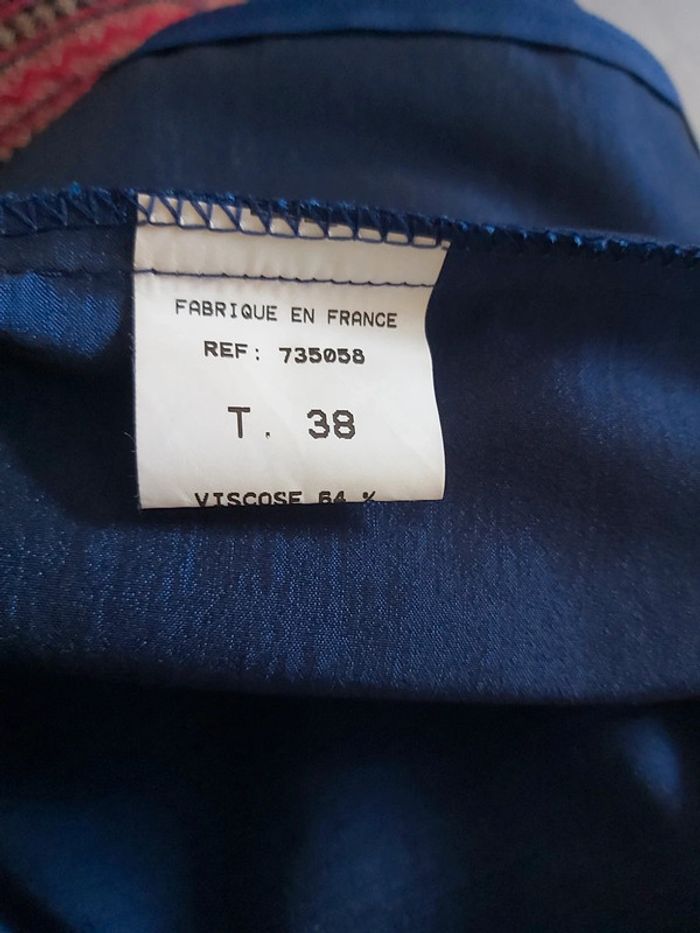 FABRIQUE EN FRANCE
REF: 735058
T. 38
VISCOSE 64 %